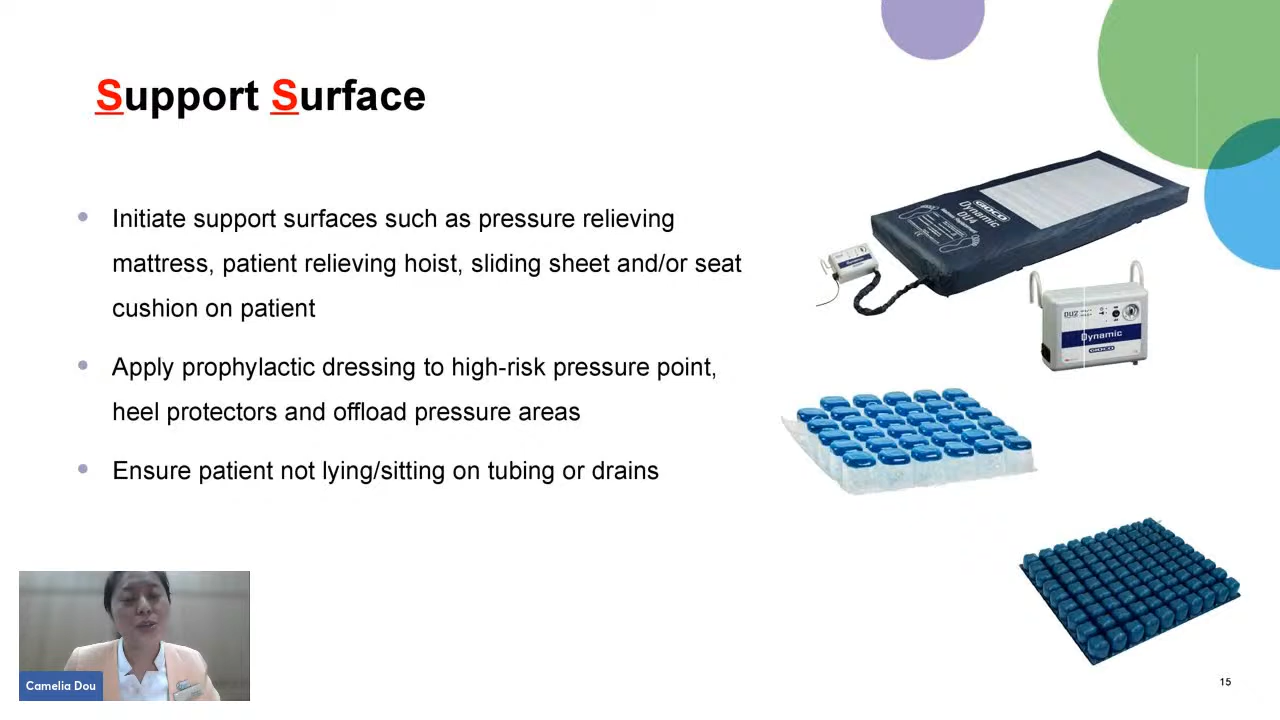 Support Surface
Initiate support surfaces such as pressure relieving
mattress, patient relieving hoist, sliding sheet and/or seat
cushion on patient
Apply prophylactic dressing to high-risk pressure point,
heel protectors and offload pressure areas
Ensure patient not lying/sitting on tubing or drains
Dynamic
Dynamic
Camelia Dou
15